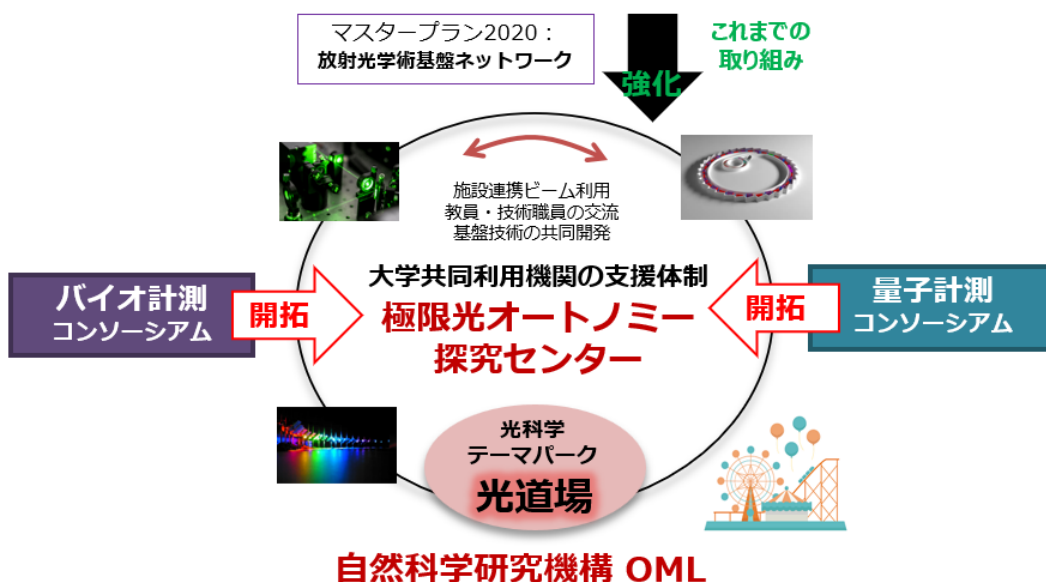 マスタープラン2020：
放射光学術基盤ネットワーク
これまでの
取り組み
強化
施設連携ビーム利用
教員・技術職員の交流
基盤技術の共同開発
大学共同利用機関の支援体制
極限光オートノミー
探究センター
バイオ計測
コンソーシアム
開拓
開拓
量子計測
コンソーシアム
光科学
テーマパーク
光道場
自然科学研究機構 OML